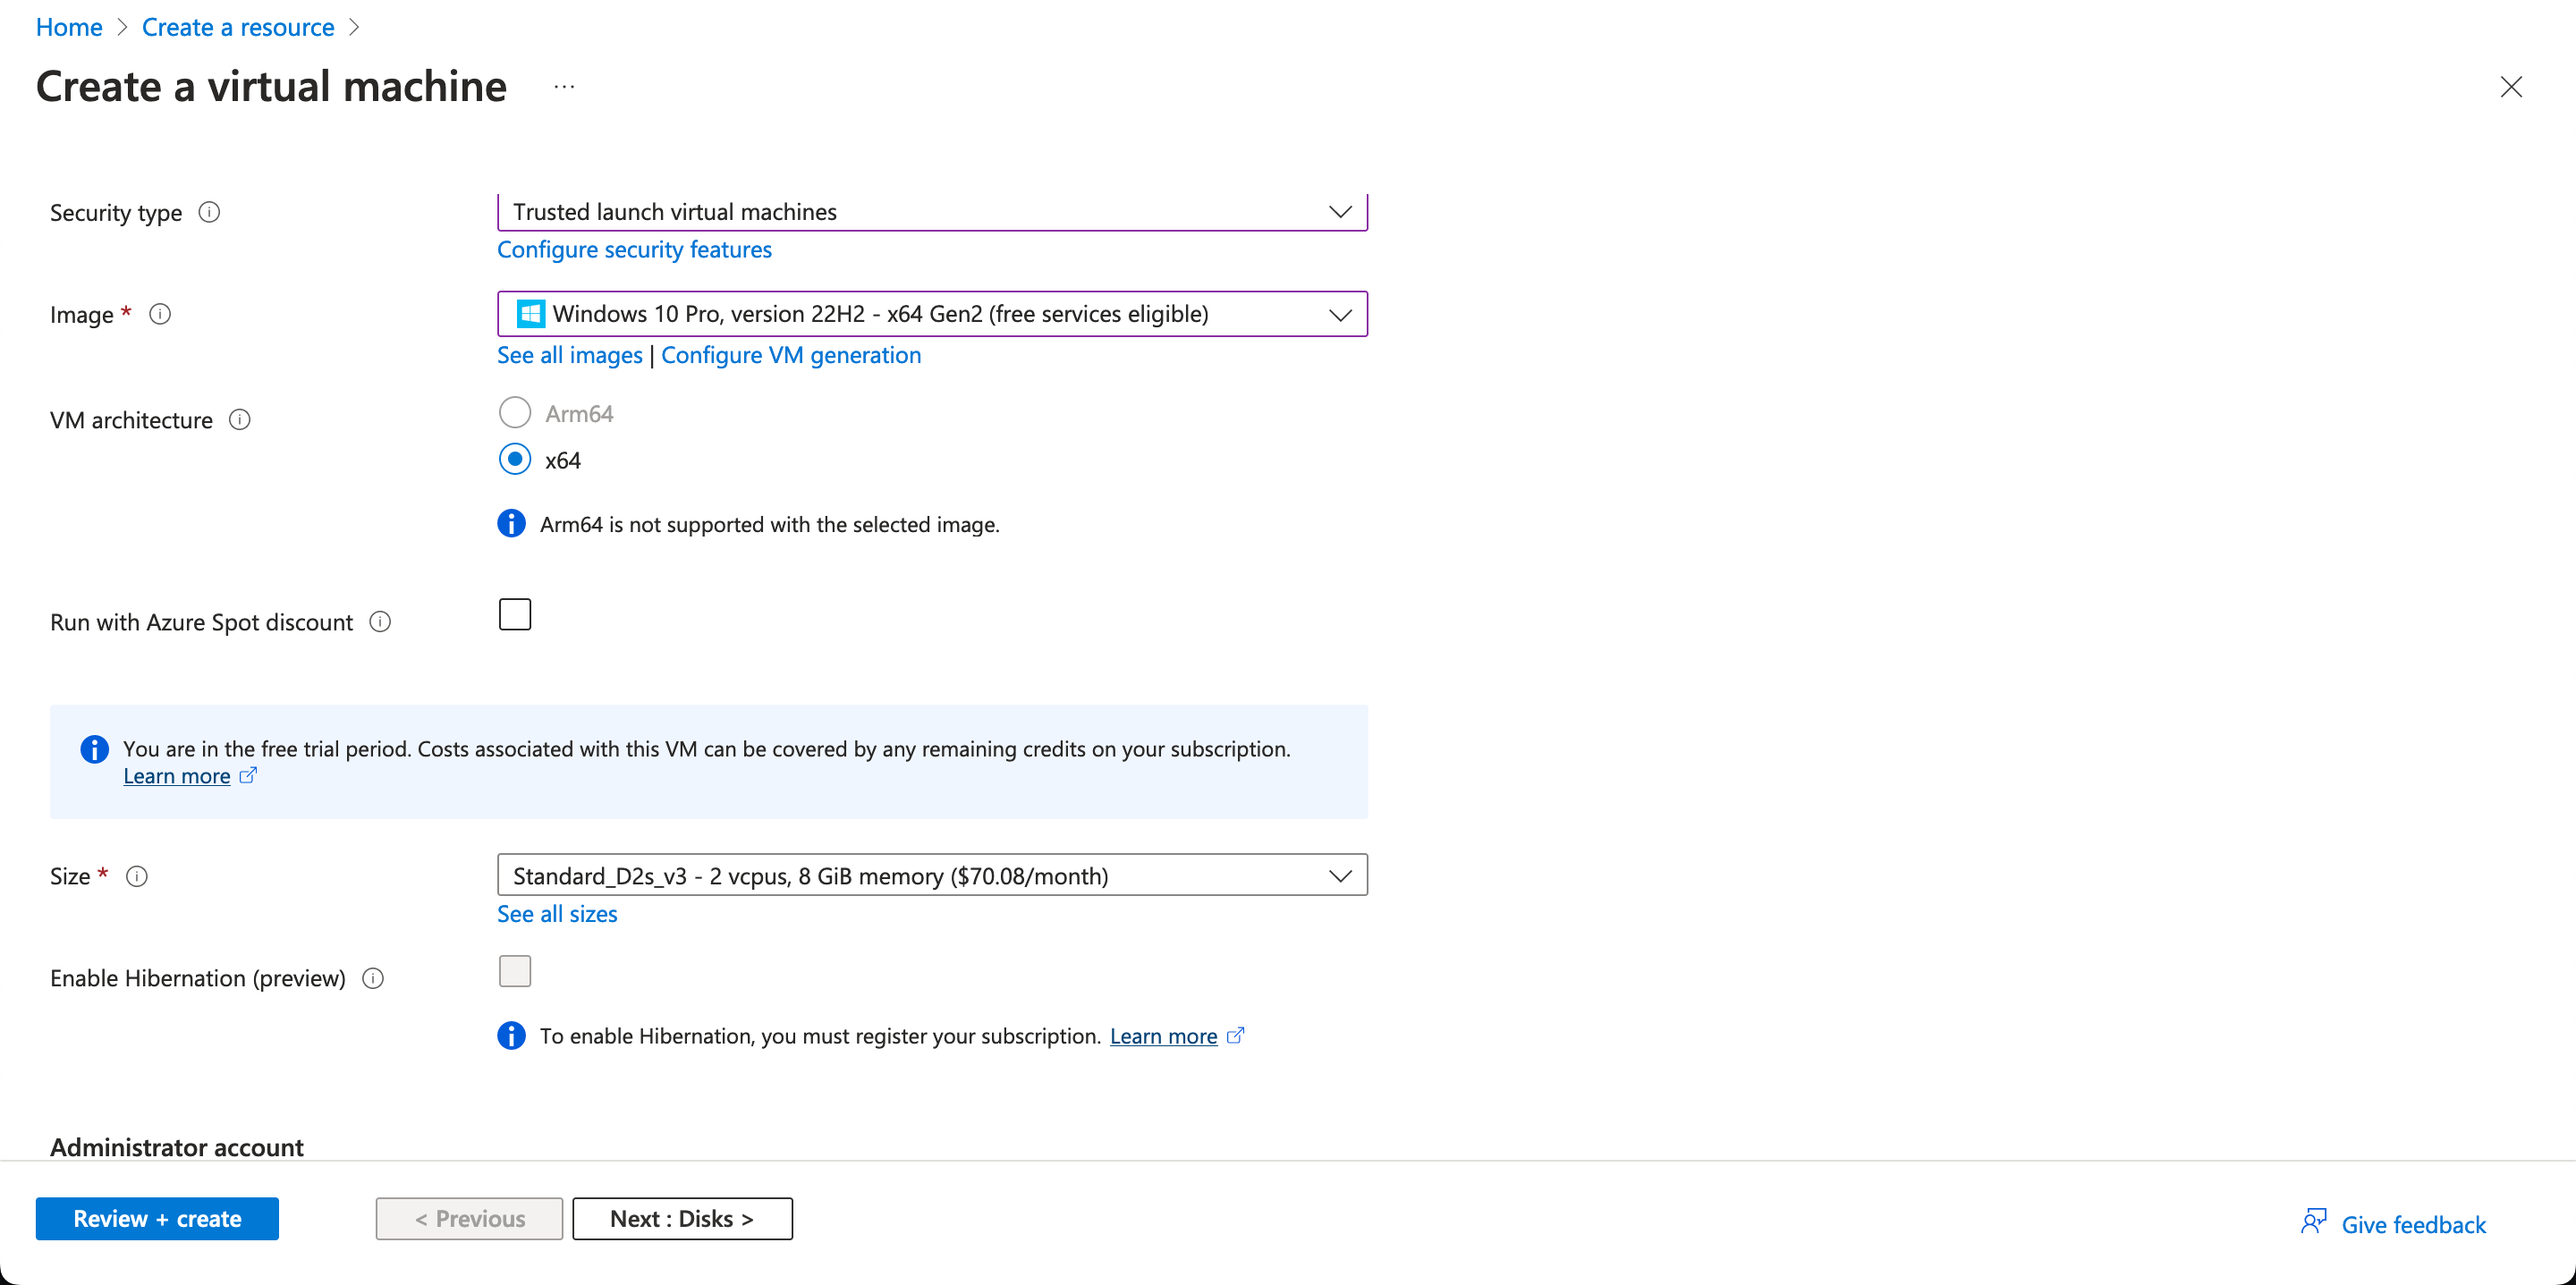 Home > Create a resource >
Create a virtual machine ...
Security type
Trusted launch virtual machines
Configure security features
Image *
Windows 10 Pro, version 22H2 - x64 Gen2 (free services eligible)
See all images | Configure VM generation
VM architecture
Arm64
x64
Arm64 is not supported with the selected image.
Run with Azure Spot discount
You are in the free trial period. Costs associated with this VM can be covered by any remaining credits on your subscription.
Learn more
Size *
Standard_D2s_v3 - 2 vcpus, 8 GiB memory ($70.08/month)
See all sizes
Enable Hibernation (preview)
To enable Hibernation, you must register your subscription. Learn more
Administrator account
Review + create
< Previous
Next : Disks >
Give feedback